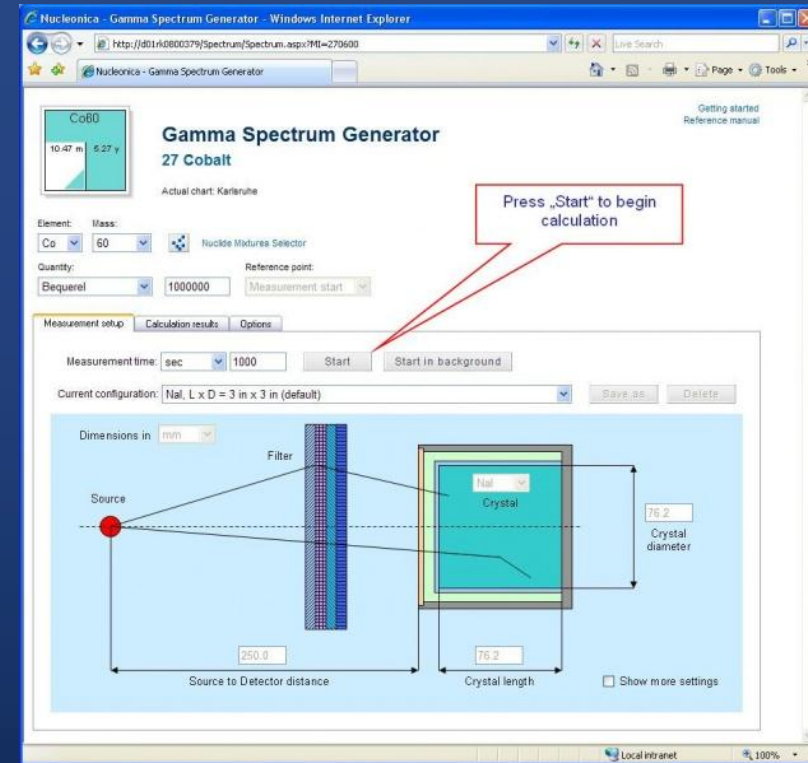 Nucleonica - Gamma Spectrum Generator - Windows Internet Explorer
http://d01rk0800379/Spectrum/Spectrum.aspx?MI=270600
Live Search
Nucleonica - Gamma Spectrum Generator
Page
Tools
Getting started
Reference manual
Co60
10.47 m
5.27 y
Gamma Spectrum Generator
27 Cobalt
Actual chart: Karlsruhe
Press „Start“ to begin
calculation
Element:
Mass:
Co
60
Nuclide Mixtures Selector
Quantity:
Reference point:
Bequerel
1000000
Measurement start
Measurement setup
Calculation results
Options
Measurement time:
sec
1000
Start
Start in background
Current configuration:
NaI, L x D = 3 in x 3 in (default)
Save as
Delete
Dimensions in
mm
Filter
Source
NaI
Crystal
76.2
Crystal
diameter
250.0
76.2
Source to Detector distance
Crystal length
Show more settings
Local intranet
100%